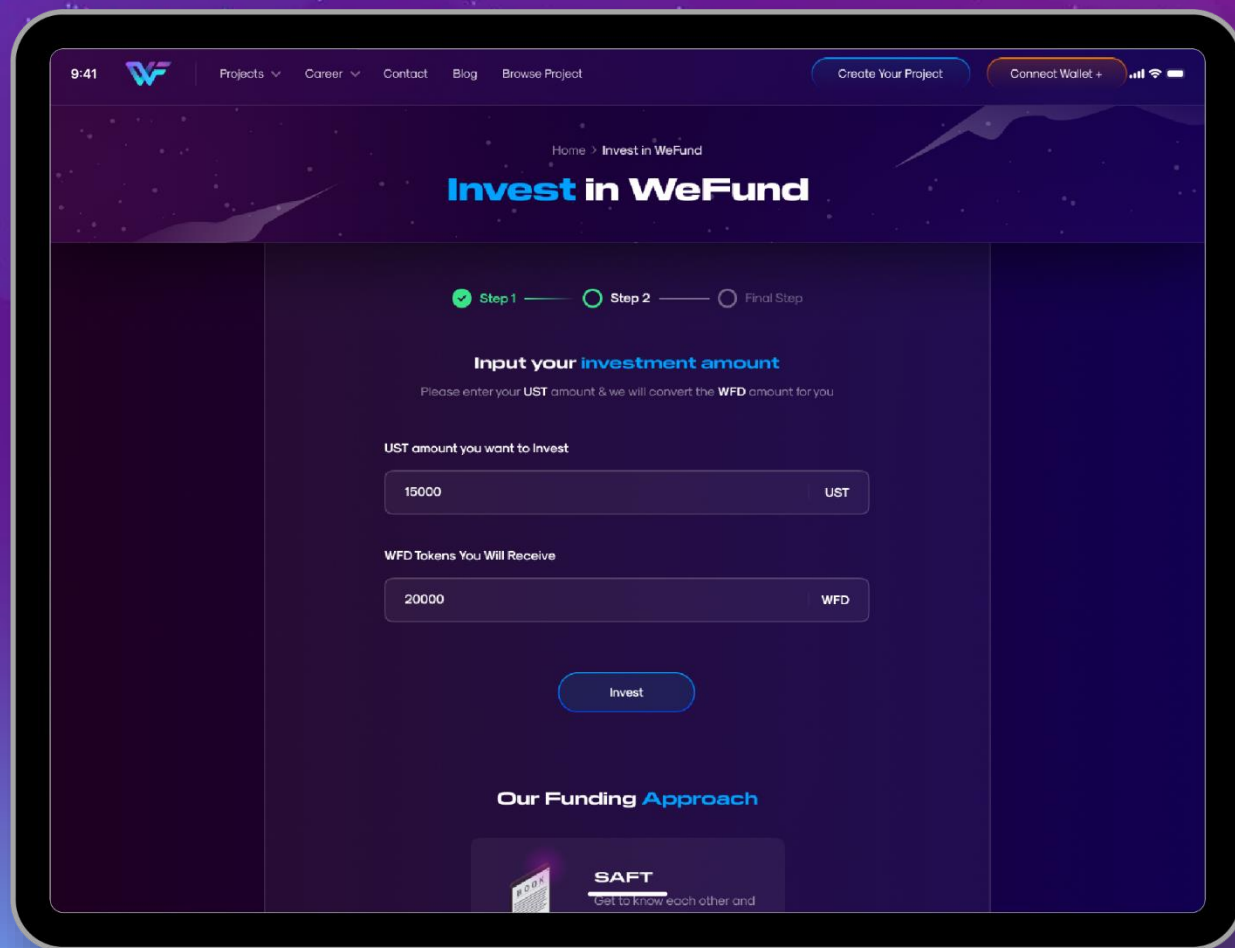 9:41 WF Projects Career Contact Blog Browse Project Create Your Project Connect Wallet +
Home > Invest in WeFund
Invest in WeFund
Step 1 Step 2 Final Step
Input your investment amount
Please enter your UST amount & we will convert the WFD amount for you
UST amount you want to Invest
15000 UST
WFD Tokens You Will Receive
20000 WFD
Invest
Our Funding Approach
BOOK
SAFT
Get to know each other and